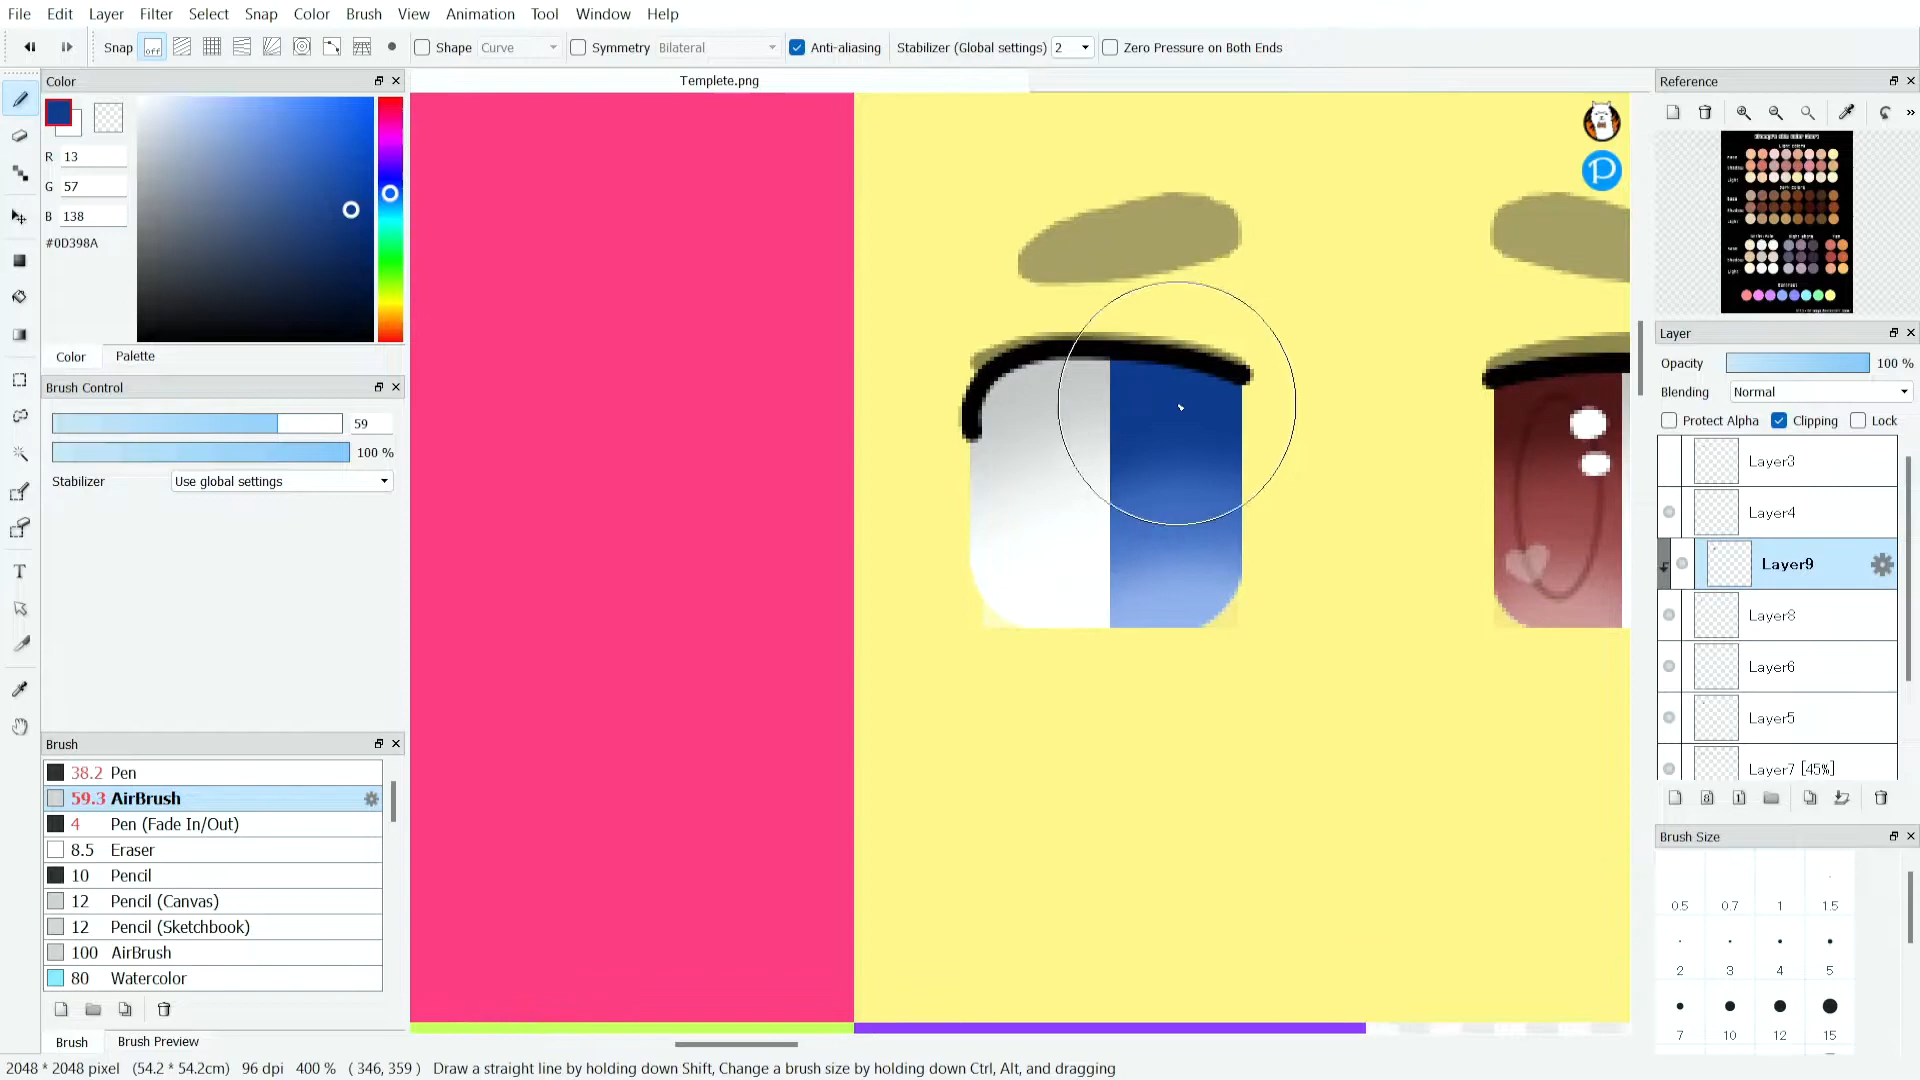 File Edit Layer Filter Select Snap Color Brush View Animation Tool Window Help
Snap off Shape Curve Symmetry Bilateral Anti-aliasing Stabilizer (Global settings) 2 Zero Pressure on Both Ends
Color
Templete.png
Reference
R 13
G 57
B 138
#0D398A
Color Palette
Brush Control
59
100 %
Stabilizer Use global settings
Layer
Opacity 100 %
Blending Normal
Protect Alpha Clipping Lock
Layer3
Layer4
Layer9
Layer8
Layer6
Layer5
Layer7 [45%]
Brush
38.2 Pen
59.3 AirBrush
4 Pen (Fade In/Out)
8.5 Eraser
10 Pencil
12 Pencil (Canvas)
12 Pencil (Sketchbook)
100 AirBrush
80 Watercolor
Brush Brush Preview
Brush Size
0.5 0.7 1 1.5
2 3 4 5
7 10 12 15
2048 * 2048 pixel (54.2 * 54.2cm) 96 dpi 400 % ( 346, 359 ) Draw a straight line by holding down Shift, Change a brush size by holding down Ctrl, Alt, and dragging